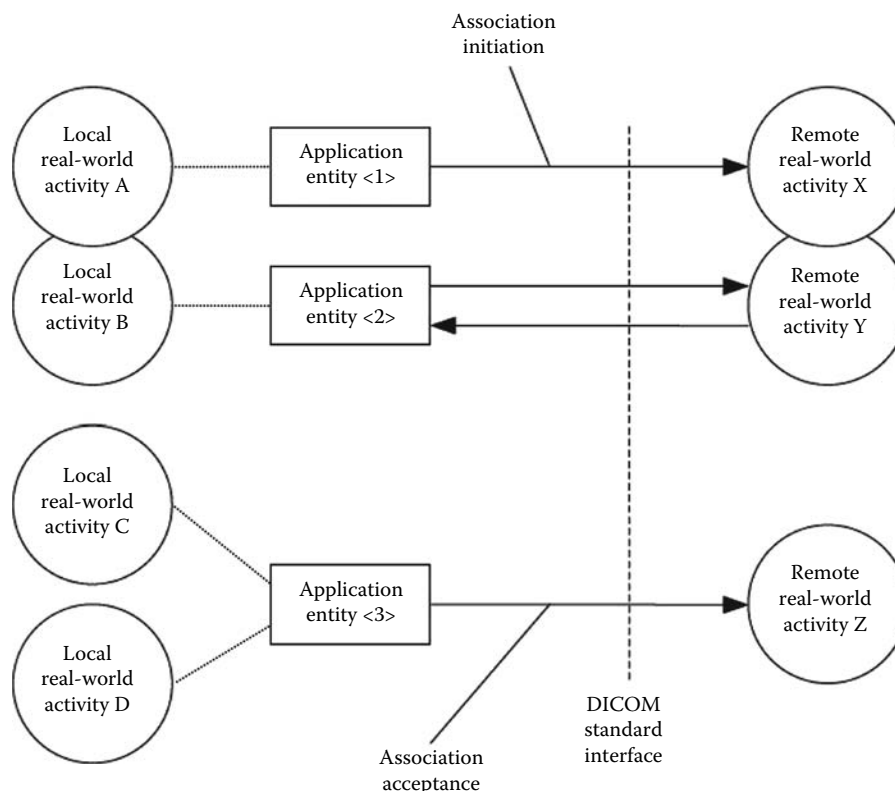 Association
initiation
Local
real-world
activity A
Application
entity <1>
Remote
real-world
activity X
Local
real-world
activity B
Application
entity <2>
Remote
real-world
activity Y
Local
real-world
activity C
Application
entity <3>
Remote
real-world
activity Z
Local
real-world
activity D
DICOM
standard
interface
Association
acceptance